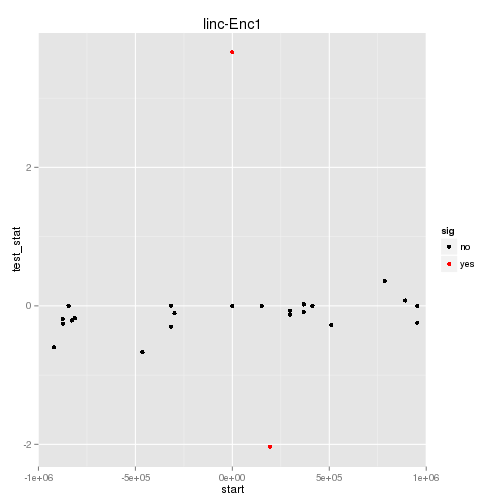 linc-Enc1
test_stat
2
0
-2
-1e+06
-5e+05
0e+00
5e+05
1e+06
start
sig
no
yes